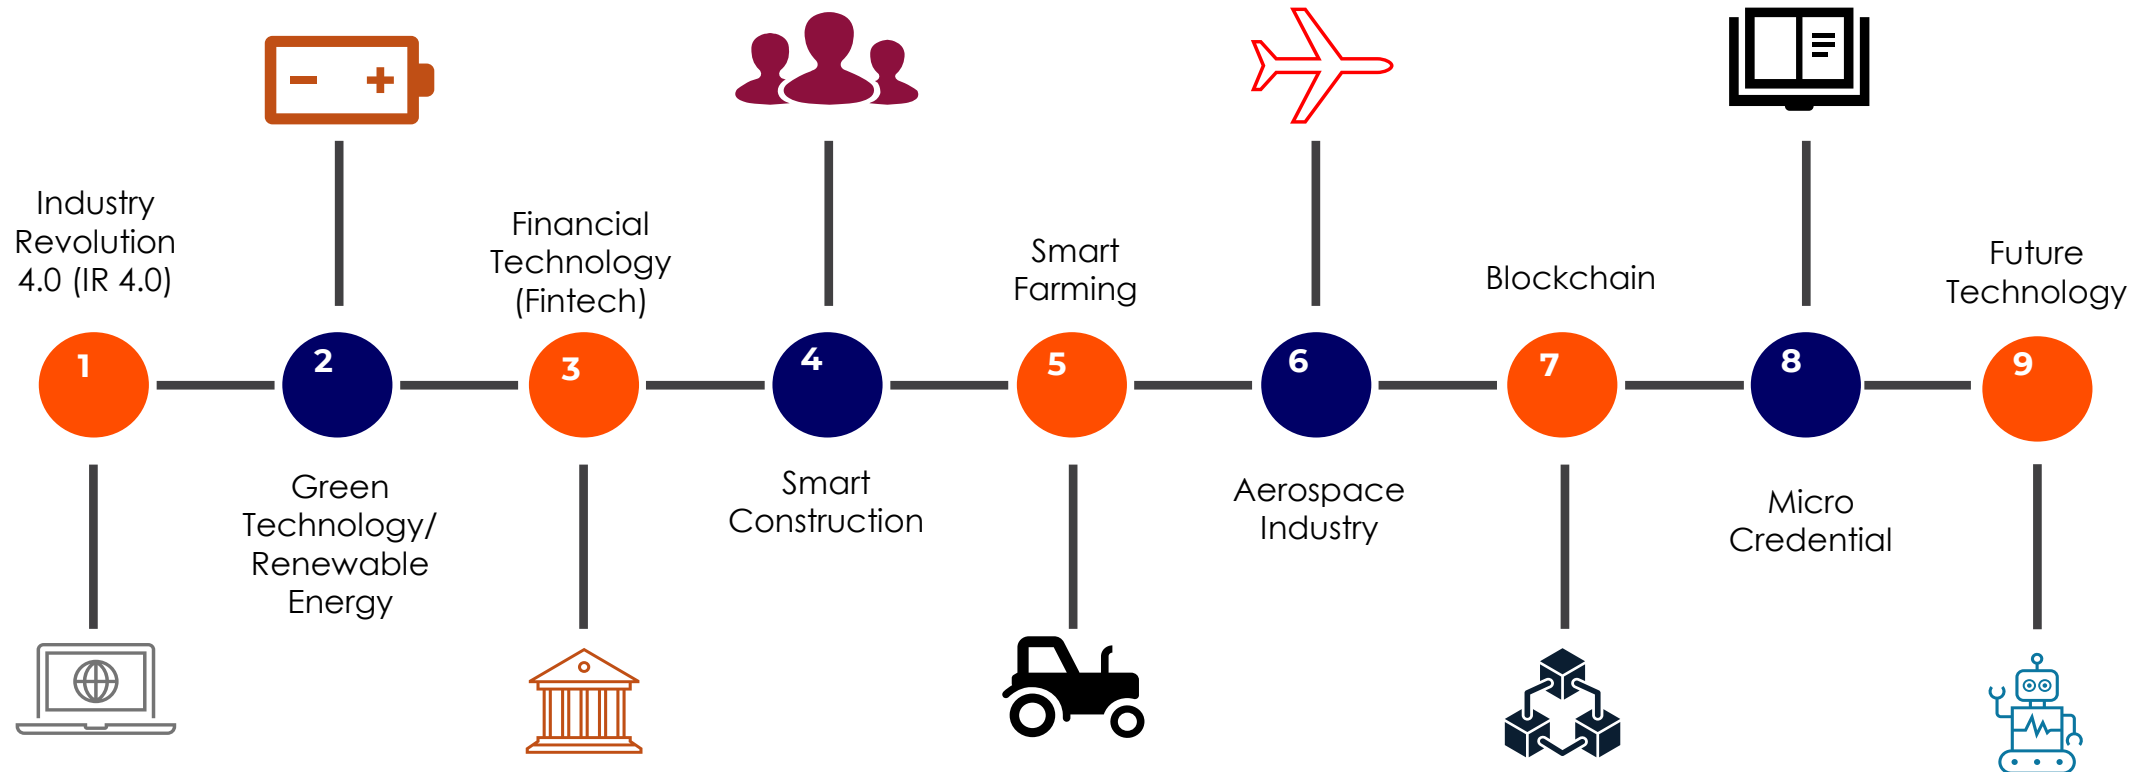 Industry
Revolution
4.0 (IR 4.0)
1
2
Green
Technology/
Renewable
Energy
Financial
Technology
(Fintech)
3
4
Smart
Construction
Smart
Farming
5
6
Aerospace
Industry
Blockchain
7
8
Micro
Credential
Future
Technology
9